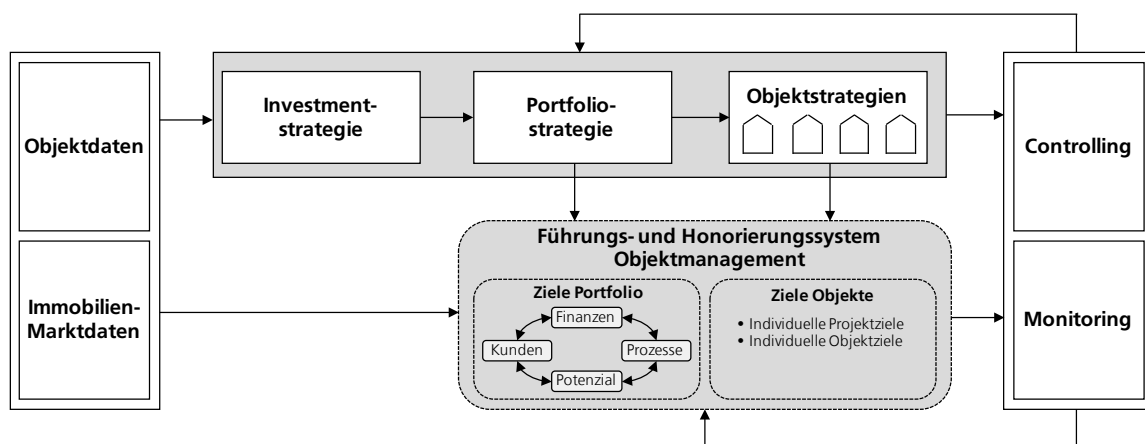 Objektdaten
Immobilien-
Marktdaten
Investment-
strategie
Portfolio-
strategie
Objektstrategien
Führungs- und Honorierungssystem
Objektmanagement
Ziele Portfolio
Finanzen
Kunden
Prozesse
Potenzial
Ziele Objekte
• Individuelle Projektziele
• Individuelle Objektziele
Controlling
Monitoring